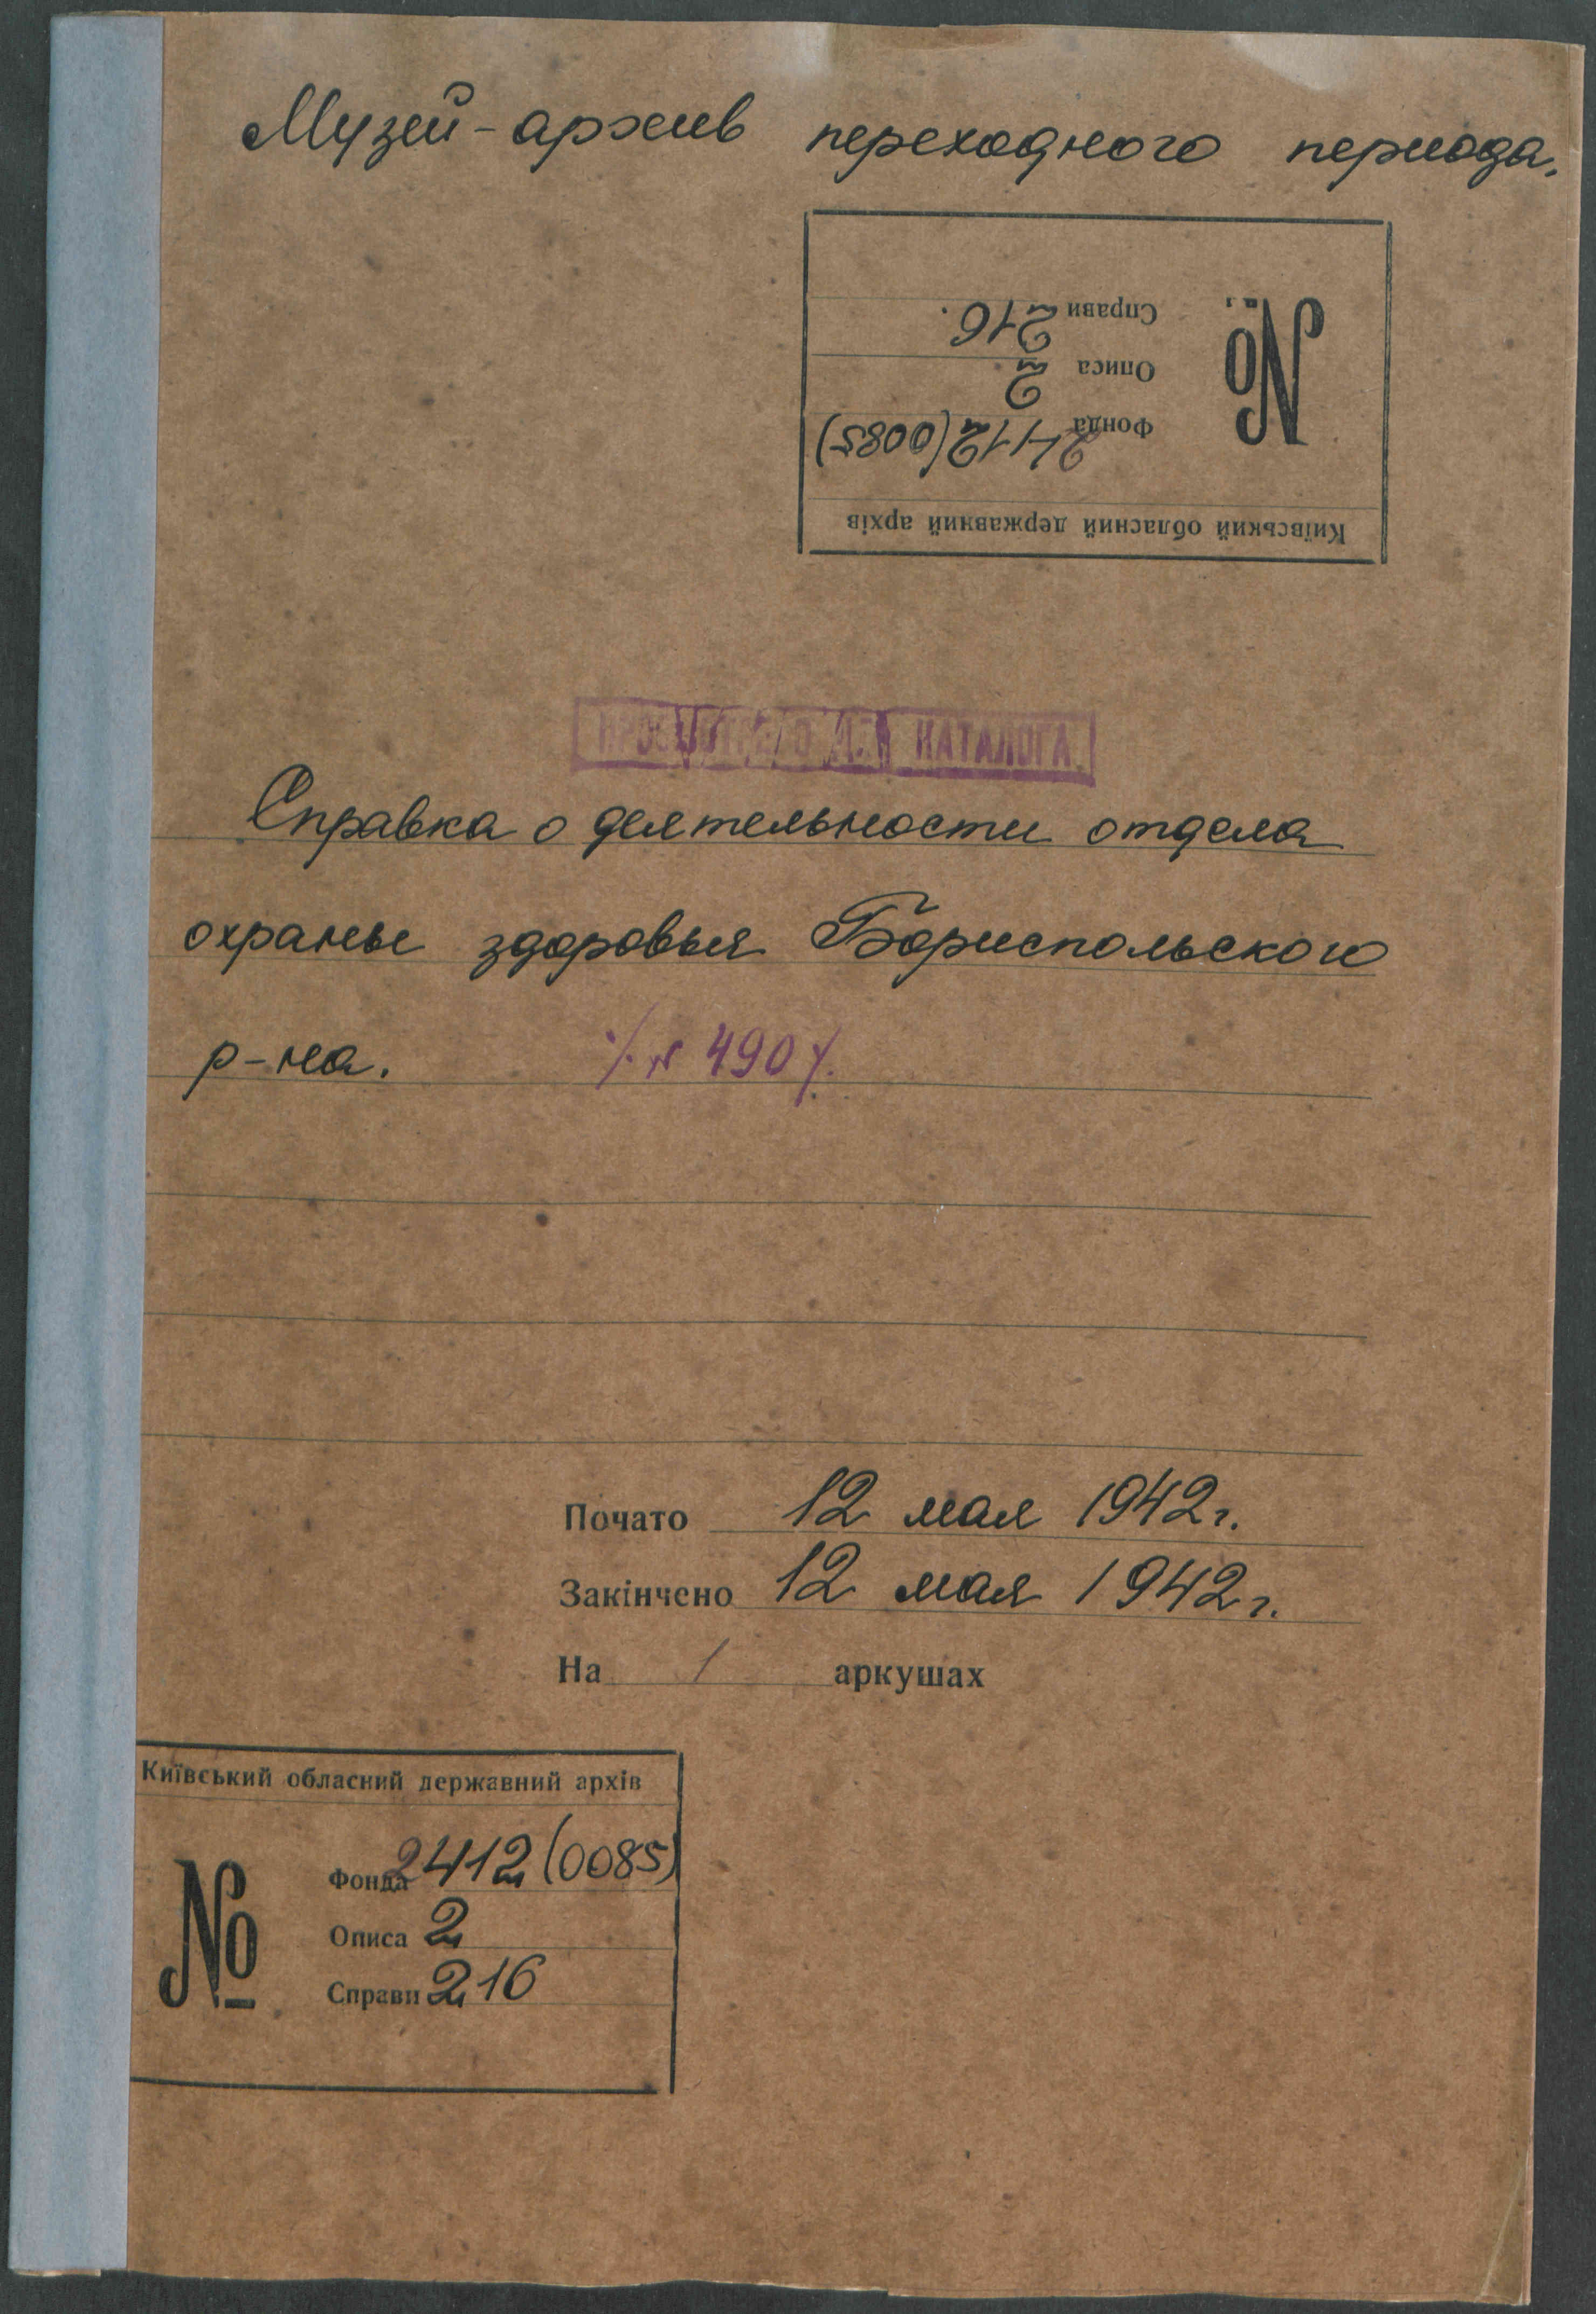 Музей-архив переходного периода.
Київський обласний державний архів
№
Фонда 2412 (0085)
Описа 2
Справи 216.
ПРОСМОТРЕНО ДЛЯ КАТАЛОГА.
Справка о деятельности отдела
охраны здоровья Бориспольского
р-на. /. № 490 /.
Почато 12 мая 1942 г.
Закінчено 12 мая 1942 г.
На 1 аркушах
Київський обласний державний архів
№
Фонда 2412 (0085)
Описа 2
Справи 216